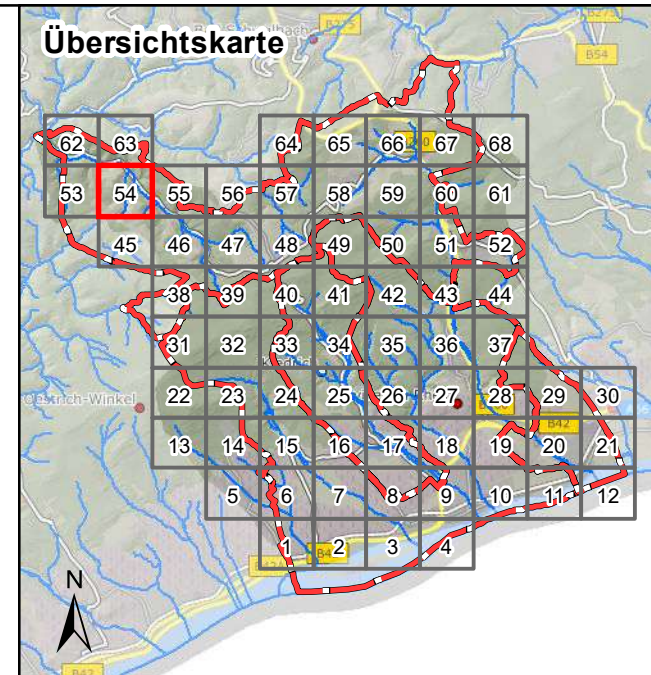 Übersichtskarte
B275
B54
62 63 64 65 66 67 68
53 54 55 56 57 58 59 60 61
45 46 47 48 49 50 51 52
38 39 40 41 42 43 44
31 32 33 34 35 36 37
Oestrich-Winkel
22 23 24 25 26 27 28 29 30
B42
13 14 15 16 17 18 19 20 21
5 6 7 8 9 10 11 12
1 2 3 4
N
B42